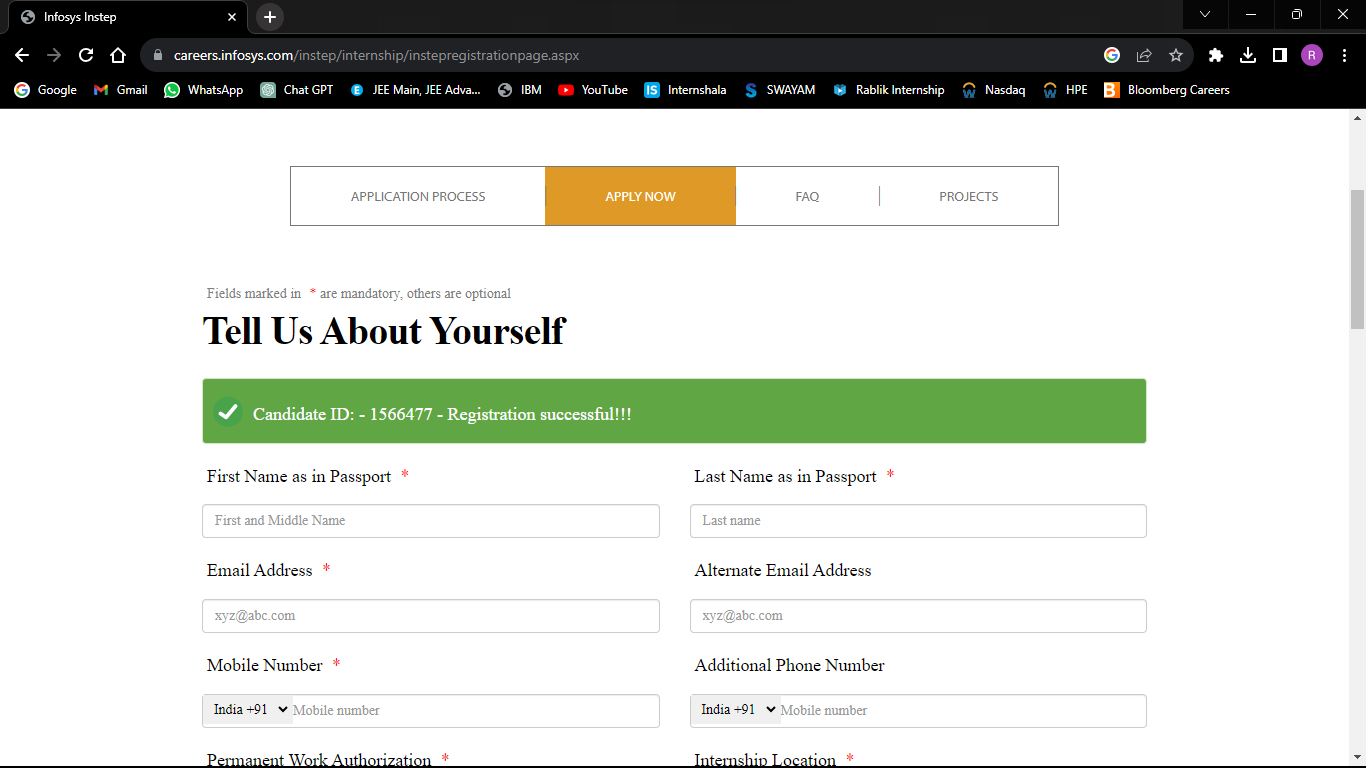 Infosys Instep
careers.infosys.com/instep/internship/instepregistrationpage.aspx
R
Google Gmail WhatsApp Chat GPT JEE Main, JEE Adva... IBM YouTube IS Internshala SWAYAM Rablik Internship Nasdaq HPE B Bloomberg Careers
APPLICATION PROCESS APPLY NOW FAQ PROJECTS
Fields marked in * are mandatory, others are optional
Tell Us About Yourself
Candidate ID: - 1566477 - Registration successful!!!
First Name as in Passport * Last Name as in Passport *
First and Middle Name Last name
Email Address * Alternate Email Address
xyz@abc.com xyz@abc.com
Mobile Number * Additional Phone Number
India +91 Mobile number India +91 Mobile number
Permanent Work Authorization * Internship Location *